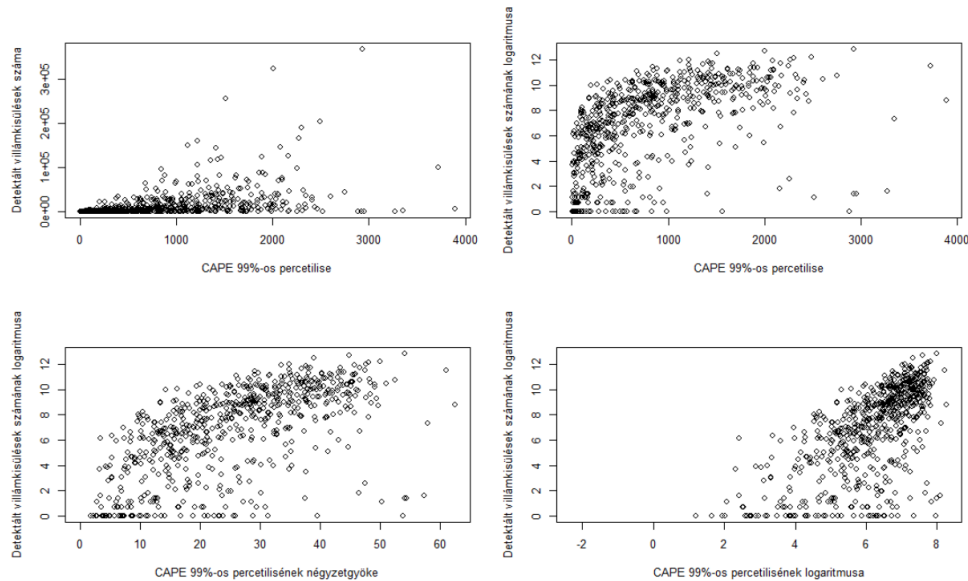 Detektált villámkisülések száma
0e+00 1e+05 2e+05 3e+05
0 1000 2000 3000 4000
CAPE 99%-os percetilise
Detektált villámkisülések számának logaritmusa
0 2 4 6 8 10 12
0 1000 2000 3000 4000
CAPE 99%-os percetilise
Detektált villámkisülések számának logaritmusa
0 2 4 6 8 10 12
0 10 20 30 40 50 60
CAPE 99%-os percetilisének négyzetgyöke
Detektált villámkisülések számának logaritmusa
0 2 4 6 8 10 12
-2 0 2 4 6 8
CAPE 99%-os percetilisének logaritmusa